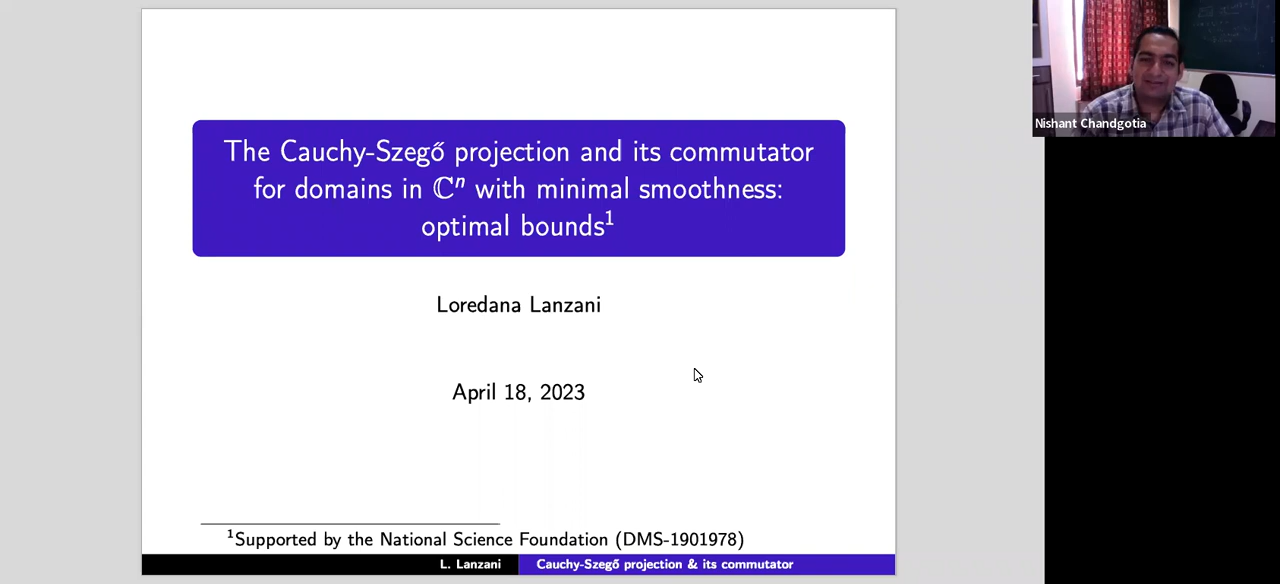 The Cauchy-Szegő projection and its commutator
for domains in ℂⁿ with minimal smoothness:
optimal bounds¹
Loredana Lanzani
April 18, 2023
¹Supported by the National Science Foundation (DMS-1901978)
L. Lanzani
Cauchy-Szegő projection & its commutator
Nishant Chandgotia